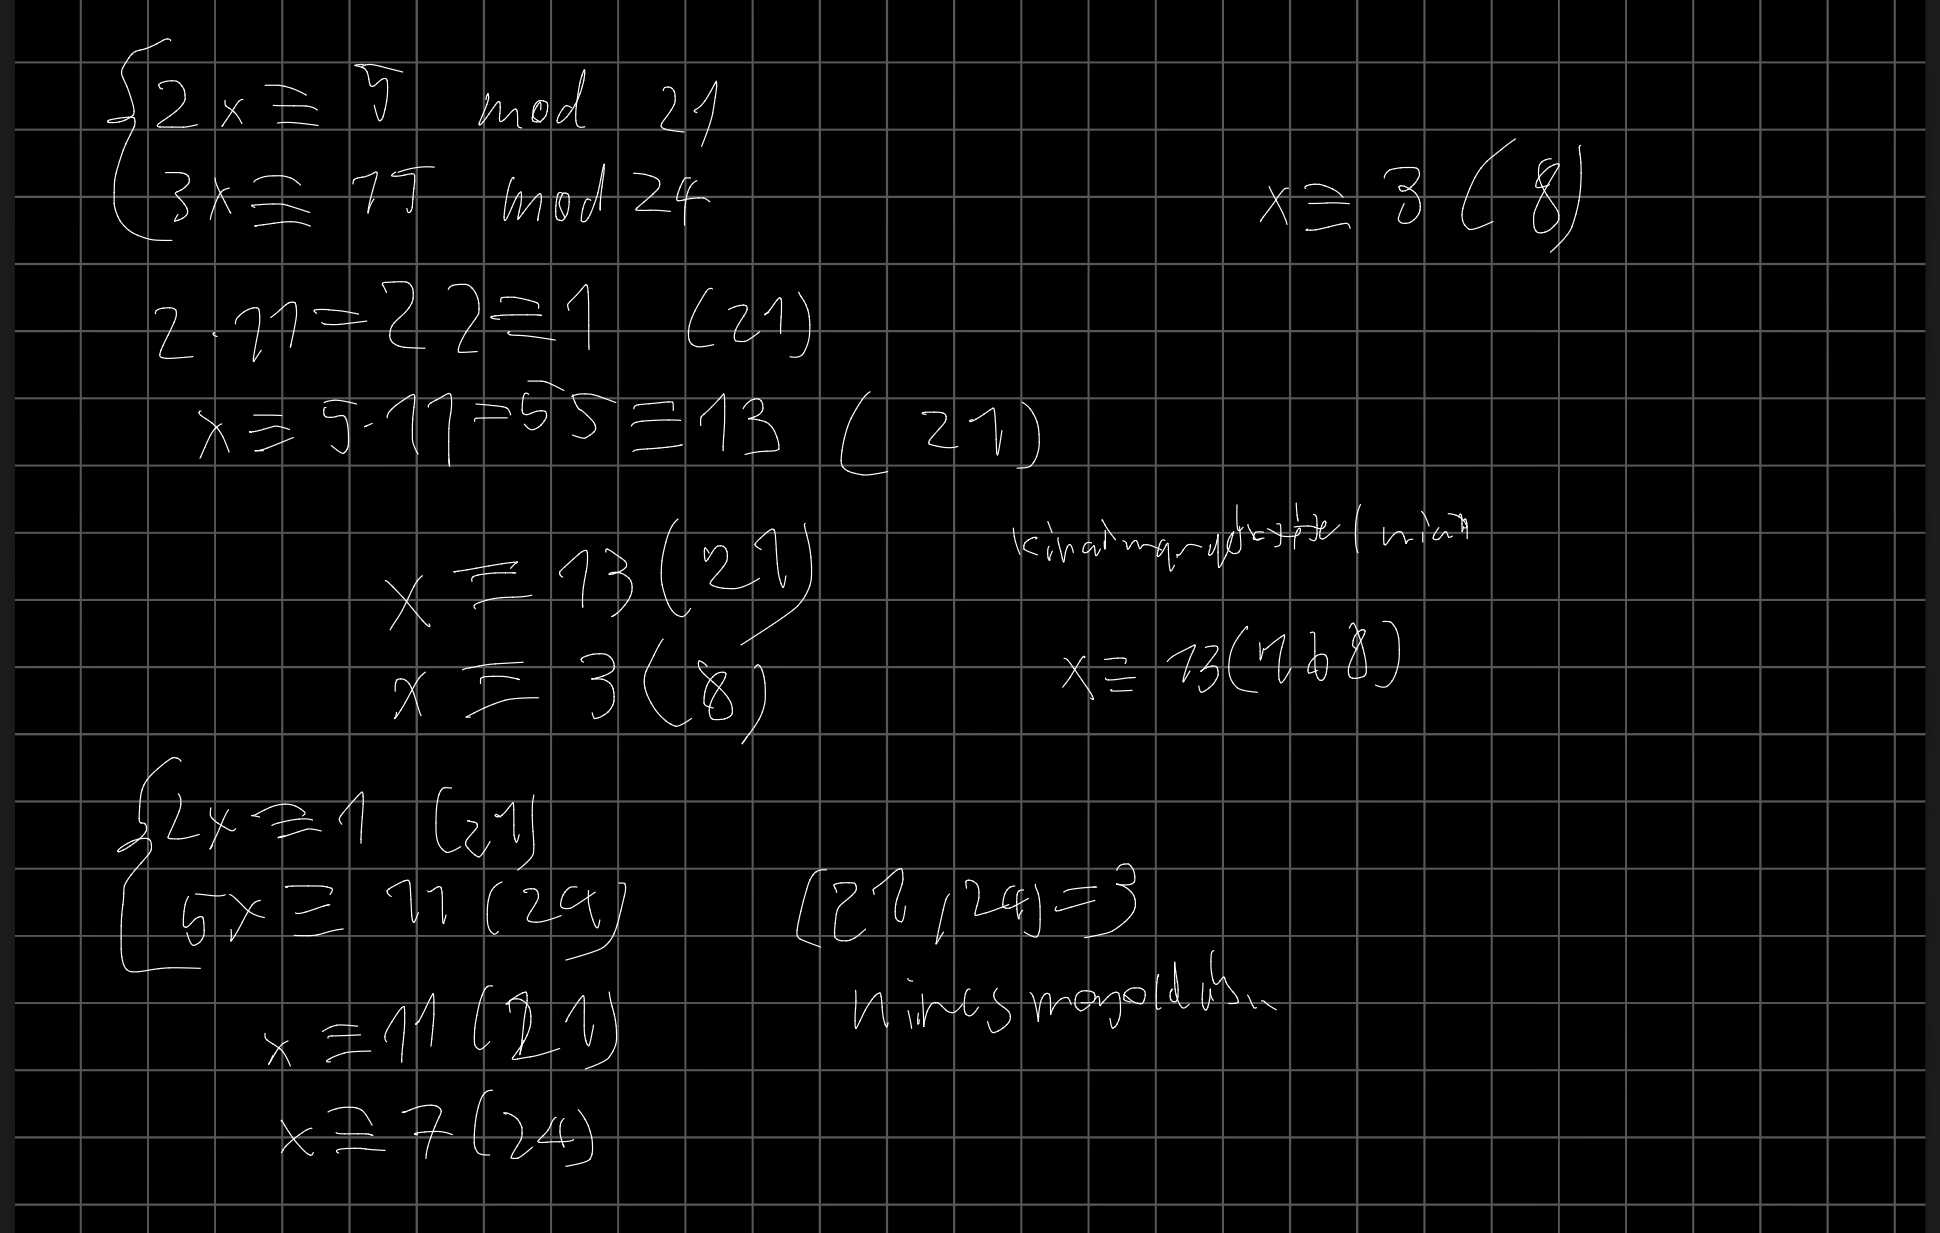 2x ≡ 5 mod 21
3x ≡ 15 mod 24
x ≡ 3 (8)
2·11 = 22 ≡ 1 (21)
x ≡ 5·11 = 55 ≡ 13 (21)
x ≡ 13 (21)
x ≡ 3 (8)
miatt
x ≡ 13 (168)
2x ≡ 1 (21)
5x ≡ 11 (24)
(21, 24) = 3
nincs megoldás
x ≡ 11 (21)
x ≡ 7 (24)